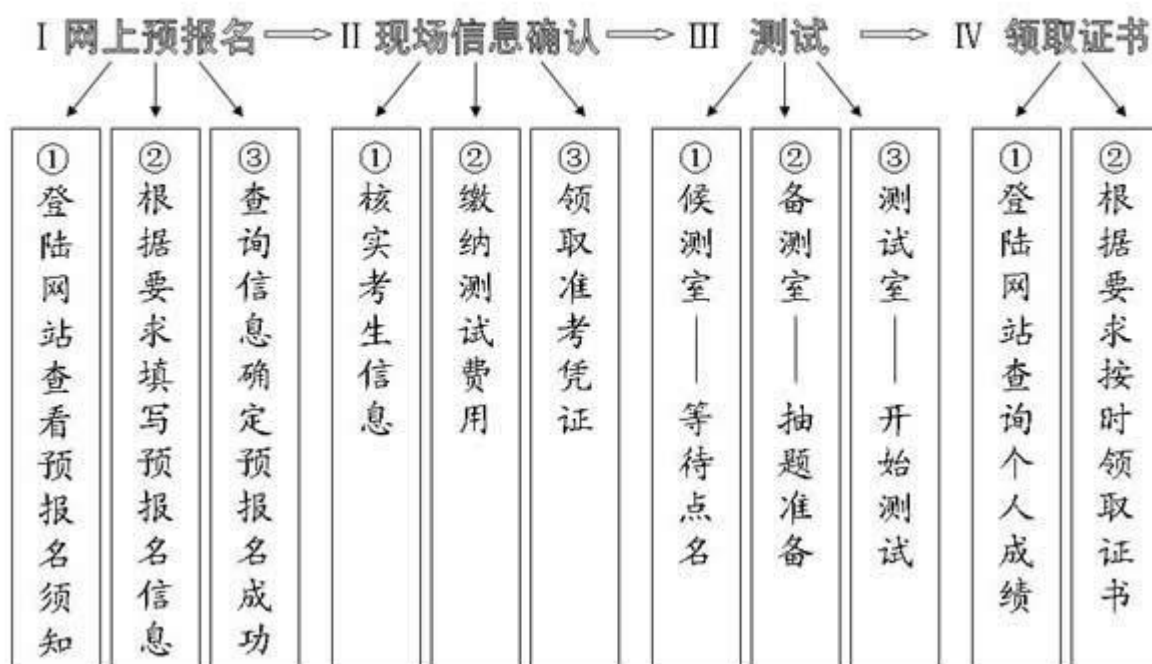 I 网上预报名 II 现场信息确认 III 测试 IV 领取证书
①登陆网站查看预报名须知
②根据要求填写预报名信息
③查询信息确定预报名成功
①核实考生信息
②缴纳测试费用
③领取准考凭证
①候测室——等待点名
②备测室——抽题准备
③测试室——开始测试
①登陆网站查询个人成绩
②根据要求按时领取证书